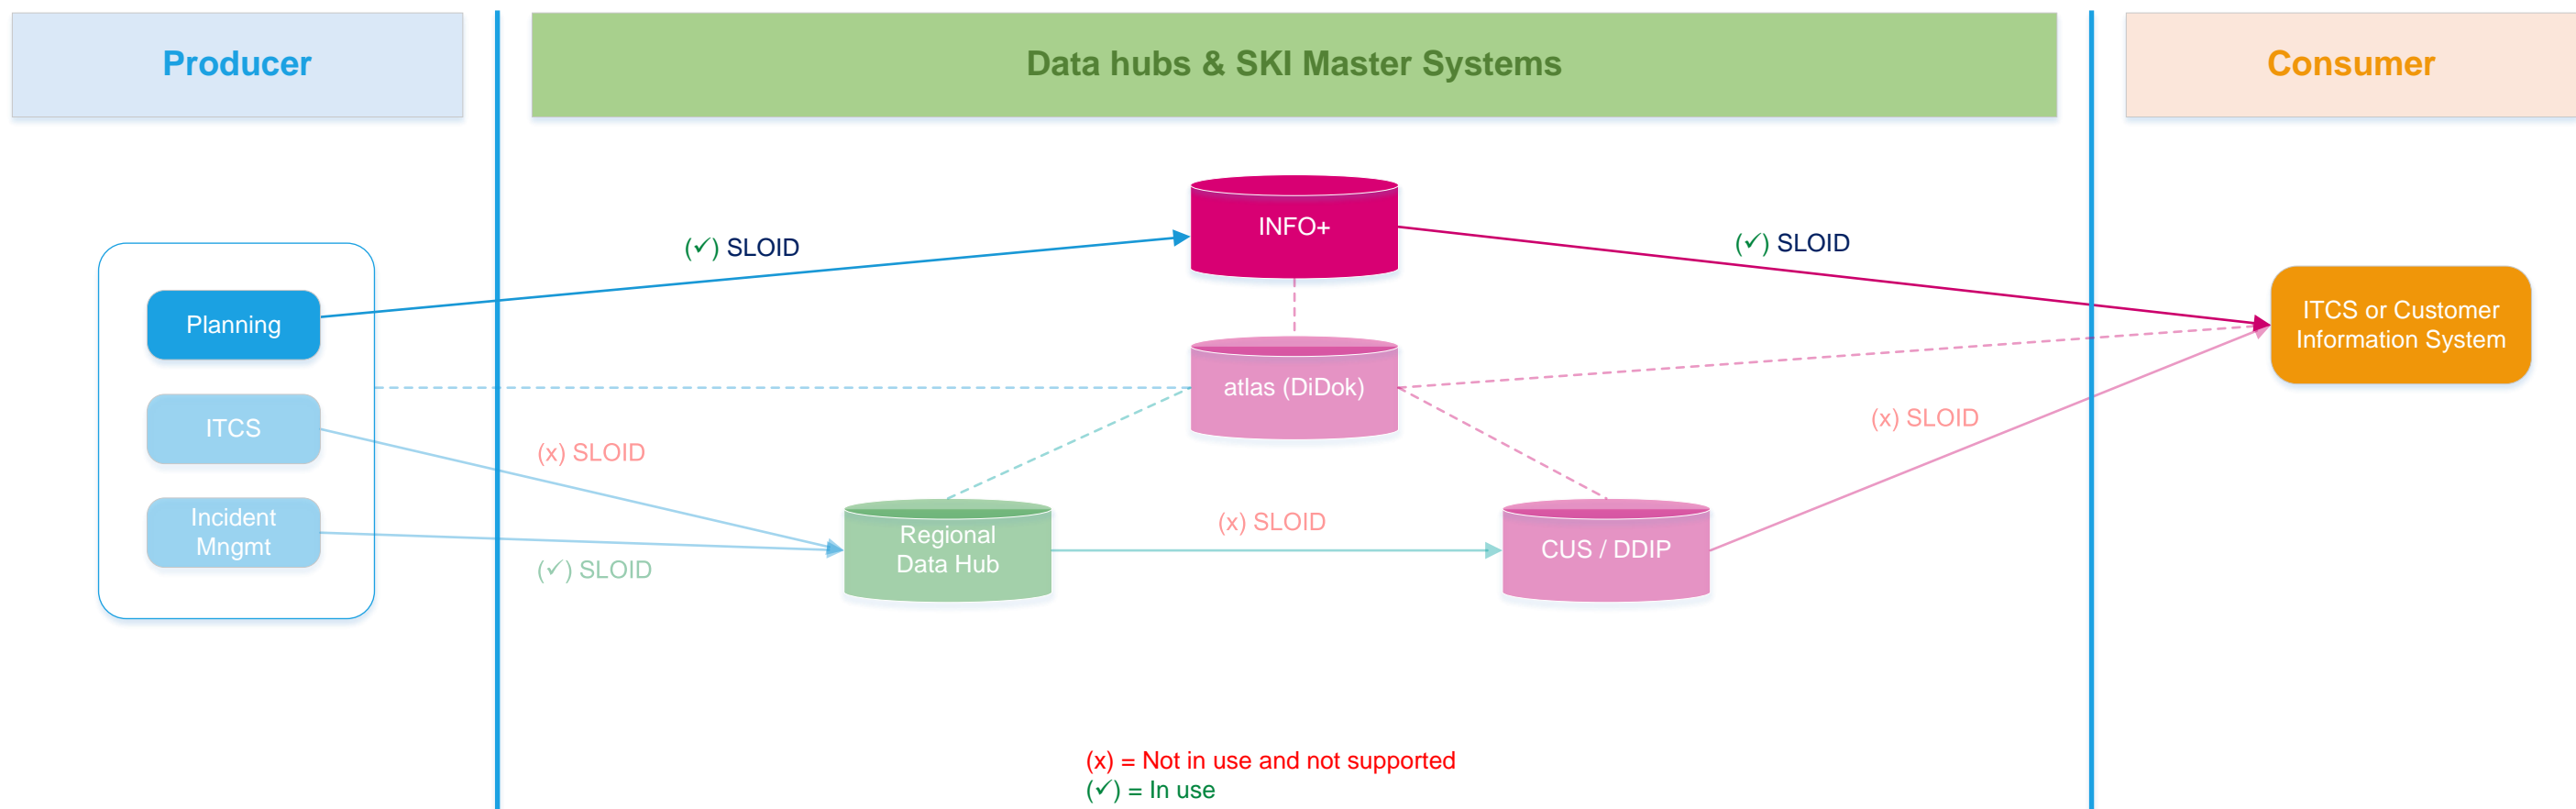 Producer
Data hubs & SKI Master Systems
Consumer
INFO+
(✓) SLOID
(✓) SLOID
Planning
ITCS or Customer
Information System
atlas (DiDok)
ITCS
(x) SLOID
(x) SLOID
Incident
Mngmt
(✓) SLOID
Regional
Data Hub
(x) SLOID
CUS / DDIP
(x) = Not in use and not supported
(✓) = In use